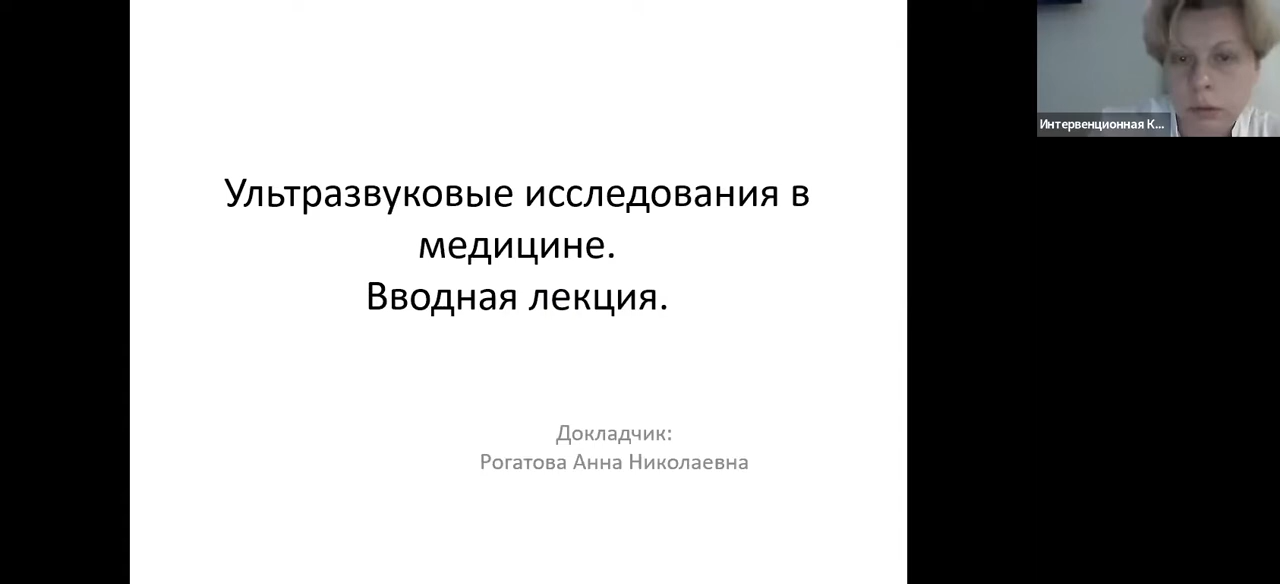 Ультразвуковые исследования в
медицине.
Вводная лекция.
Докладчик:
Рогатова Анна Николаевна
Интервенционная К...